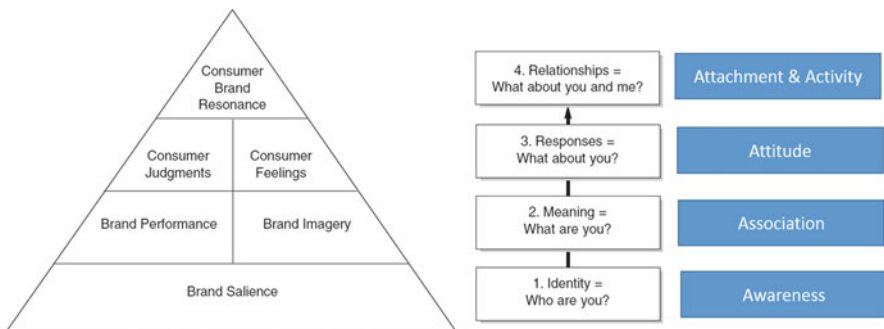 Consumer
Brand
Resonance
Consumer
Judgments
Consumer
Feelings
Brand Performance
Brand Imagery
Brand Salience
4. Relationships =
What about you and me?
3. Responses =
What about you?
2. Meaning =
What are you?
1. Identity =
Who are you?
Attachment & Activity
Attitude
Association
Awareness